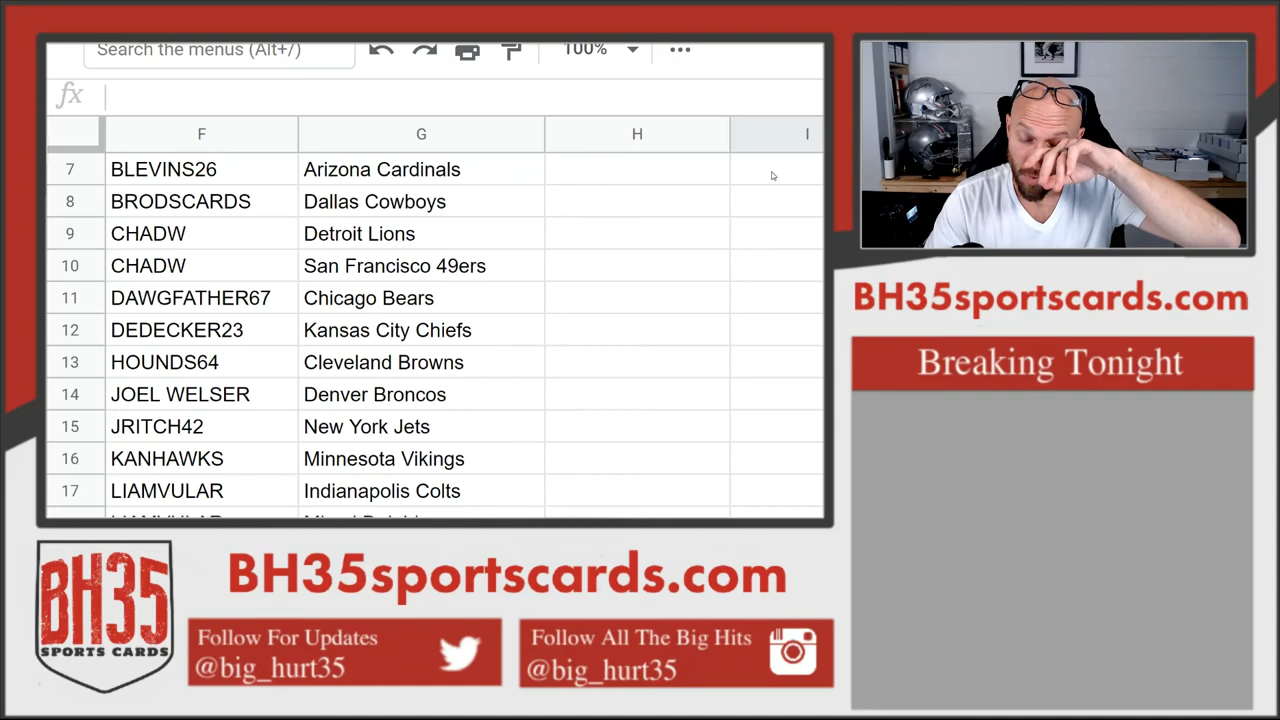 Search the menus (Alt+/)
100%
fx
F G H I
7 BLEVINS26 Arizona Cardinals
8 BRODSCARDS Dallas Cowboys
9 CHADW Detroit Lions
10 CHADW San Francisco 49ers
11 DAWGFATHER67 Chicago Bears
12 DEDECKER23 Kansas City Chiefs
13 HOUNDS64 Cleveland Browns
14 JOEL WELSER Denver Broncos
15 JRITCH42 New York Jets
16 KANHAWKS Minnesota Vikings
17 LIAMVULAR Indianapolis Colts
BH35sportscards.com
Breaking Tonight
BH35
SPORTS CARDS
BH35sportscards.com
Follow For Updates
@big_hurt35
Follow All The Big Hits
@big_hurt35